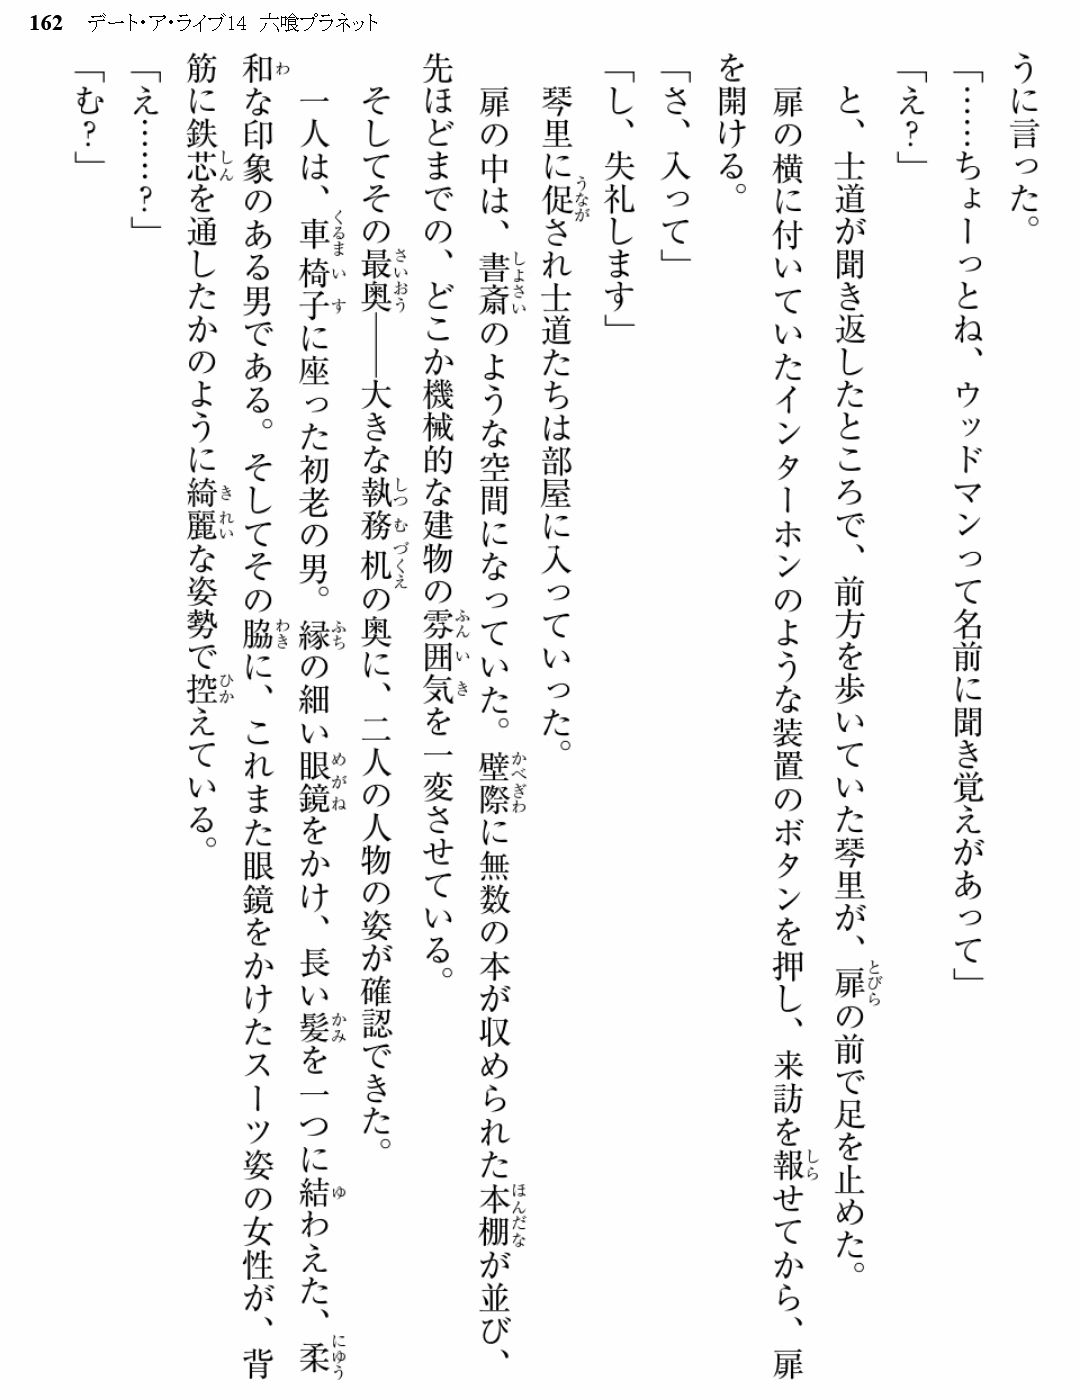 162 デート・ア・ライブ14 六喰プラネット
うに言った。
「……ちょーっとね、ウッドマンって名前に聞き覚えがあって」
「え？」
と、士道が聞き返したところで、前方を歩いていた琴里が、扉の前で足を止めた。
扉の横に付いていたインターホンのような装置のボタンを押し、来訪を報せてから、扉
を開ける。
「さ、入って」
「し、失礼します」
琴里に促され士道たちは部屋に入っていった。
扉の中は、書斎のような空間になっていた。壁際に無数の本が収められた本棚が並び、
先ほどまでの、どこか機械的な建物の雰囲気を一変させている。
そしてその最奥――大きな執務机の奥に、二人の人物の姿が確認できた。
一人は、車椅子に座った初老の男。縁の細い眼鏡をかけ、長い髪を一つに結わえた、柔
和な印象のある男である。そしてその脇に、これまた眼鏡をかけたスーツ姿の女性が、背
筋に鉄芯を通したかのように綺麗な姿勢で控えている。
「え……？」
「む？」